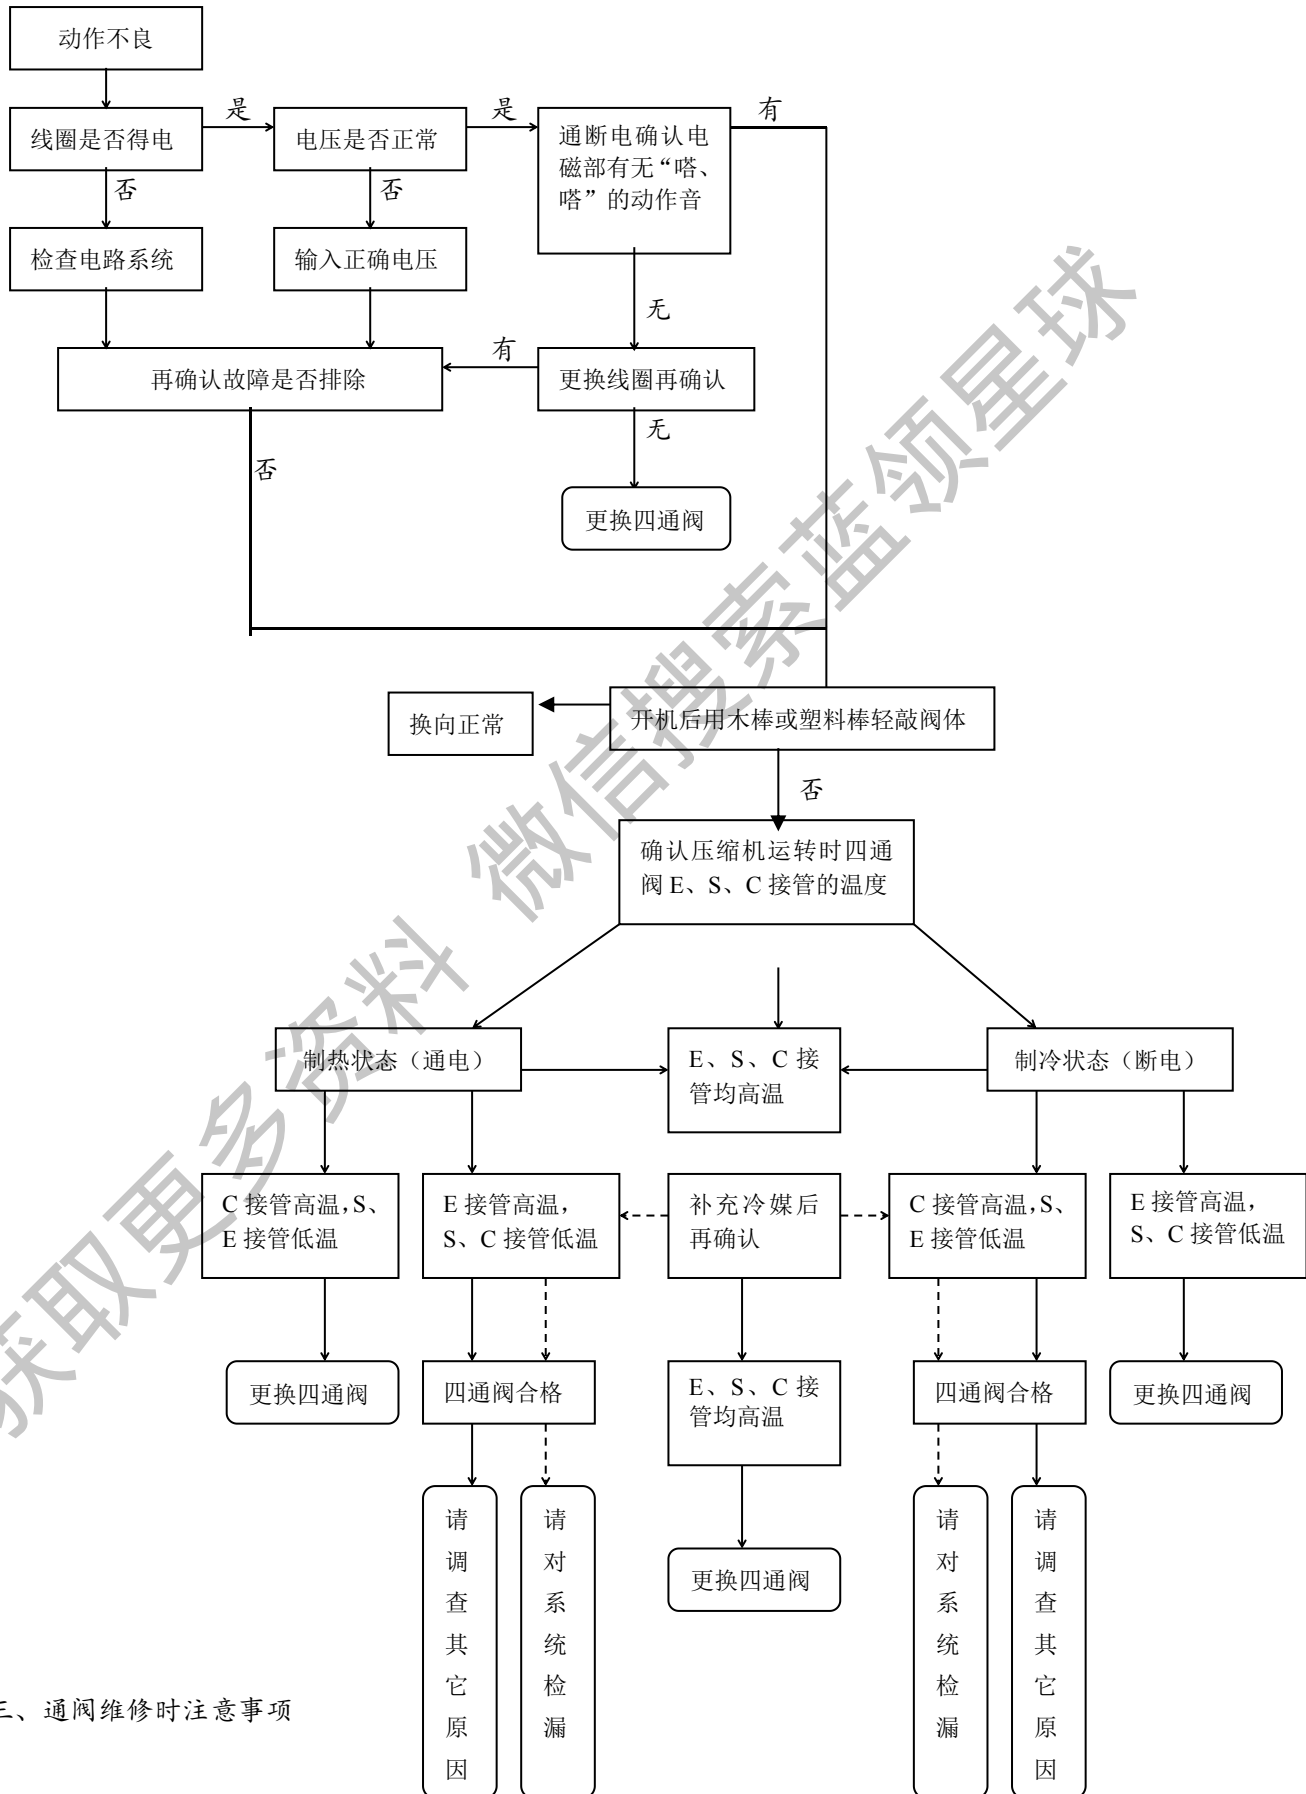 动作不良
线圈是否得电
是
电压是否正常
是
通断电确认电
磁部有无“嗒、
嗒”的动作音
有
否
否
检查电路系统
输入正确电压
无
再确认故障是否排除
有
更换线圈再确认
无
否
更换四通阀
换向正常
开机后用木棒或塑料棒轻敲阀体
否
确认压缩机运转时四通
阀 E、S、C 接管的温度
制热状态（通电）
E、S、C 接
管均高温
制冷状态（断电）
C 接管高温，S、
E 接管低温
E 接管高温，
S、C 接管低温
补充冷媒后
再确认
C 接管高温，S、
E 接管低温
E 接管高温，
S、C 接管低温
更换四通阀
四通阀合格
E、S、C 接
管均高温
四通阀合格
更换四通阀
请调查其它原因
请对系统检漏
更换四通阀
请对系统检漏
请调查其它原因
三、通阀维修时注意事项
获取更多资料 微信搜索蓝领星球